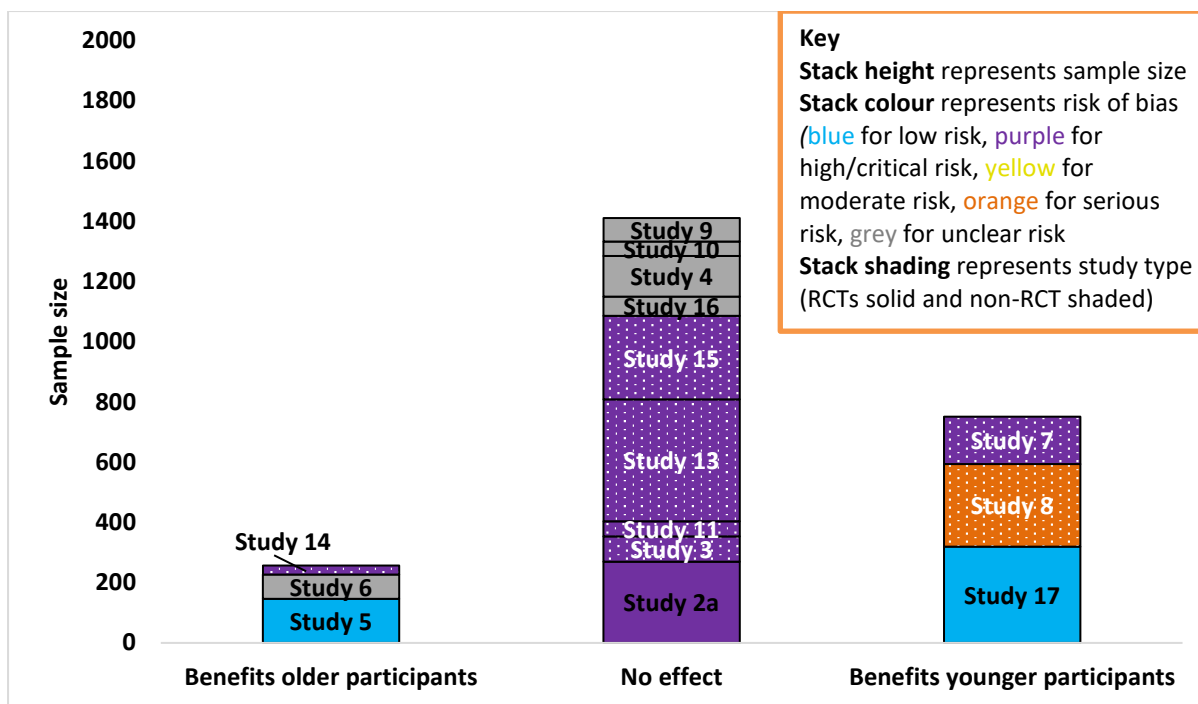 2000
1800
1600
1400
1200
1000
800
600
400
200
0
Sample size
Study 14
Study 6
Study 5
Benefits older participants
Study 9
Study 10
Study 4
Study 16
Study 15
Study 13
Study 11
Study 3
Study 2a
No effect
Study 7
Study 8
Study 17
Benefits younger participants
Key
Stack height represents sample size
Stack colour represents risk of bias
(blue for low risk, purple for
high/critical risk, yellow for
moderate risk, orange for serious
risk, grey for unclear risk
Stack shading represents study type
(RCTs solid and non-RCT shaded)